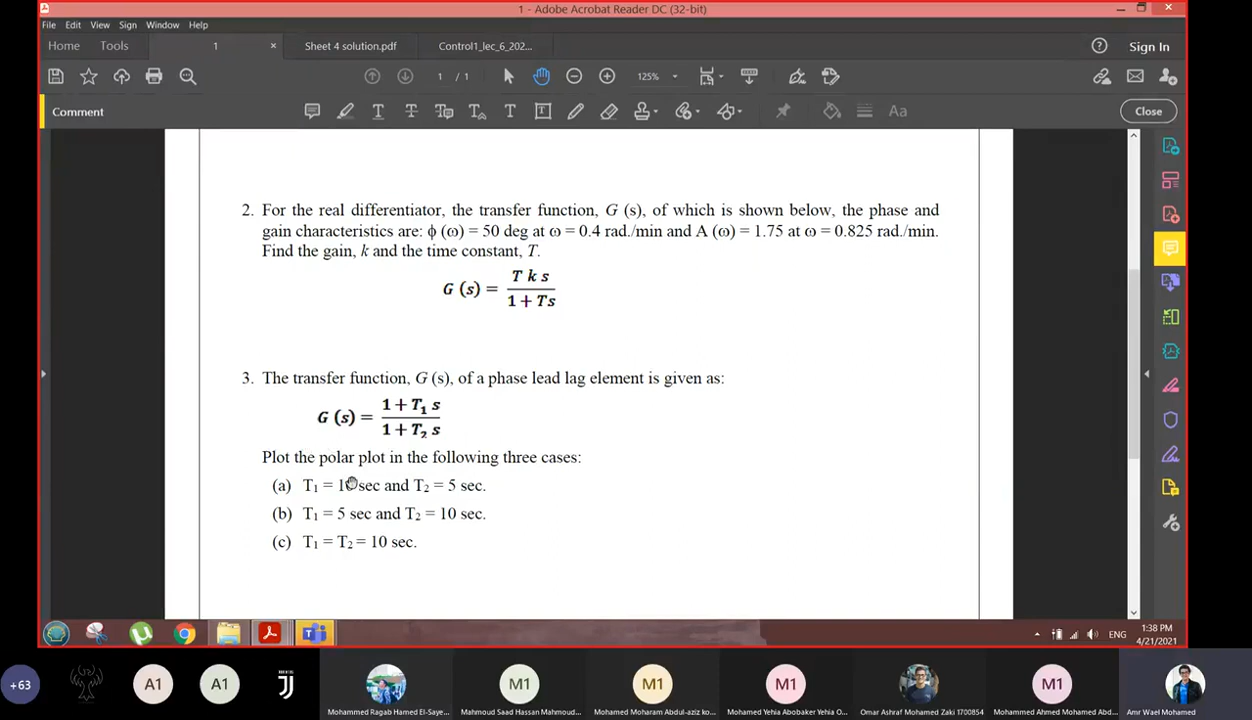 1 - Adobe Acrobat Reader DC (32-bit)
File Edit View Sign Window Help
Home Tools 1 × Sheet 4 solution.pdf Control1_lec_6_202... Sign In
1 / 1 125%
Comment Close
2. For the real differentiator, the transfer function, G (s), of which is shown below, the phase and
gain characteristics are: ϕ (ω) = 50 deg at ω = 0.4 rad./min and A (ω) = 1.75 at ω = 0.825 rad./min.
Find the gain, k and the time constant, T.
T k s
G (s) =
1 + Ts
3. The transfer function, G (s), of a phase lead lag element is given as:
1 + T₁ s
G (s) =
1 + T₂ s
Plot the polar plot in the following three cases:
(a) T₁ = 10 sec and T₂ = 5 sec.
(b) T₁ = 5 sec and T₂ = 10 sec.
(c) T₁ = T₂ = 10 sec.
ENG
1:38 PM
4/21/2021
+63 A1 A1 M1 M1 M1 M1
Mohammed Ragab Hamed El-Saye... Mahmoud Saad Hassan Mahmoud... Mohamed Moharam Abdul-aziz ko... Mohamed Yehia Abobaker Yehia O... Omar Ashraf Mohamed Zaki 1700854 Mohammed Ahmed Mohamed Abd... Amr Wael Mohamed